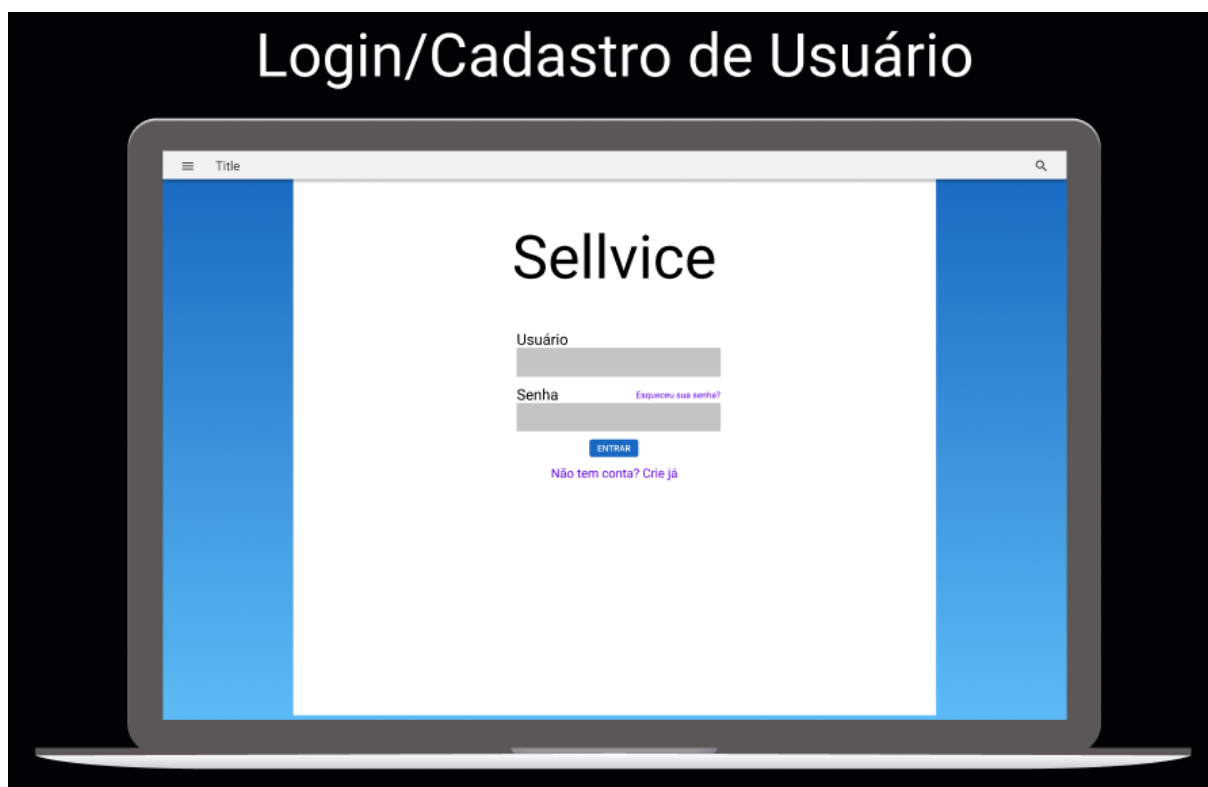 Login/Cadastro de Usuário
Title
Sellvice
Usuário
Senha
Esqueceu sua senha?
ENTRAR
Não tem conta? Crie já